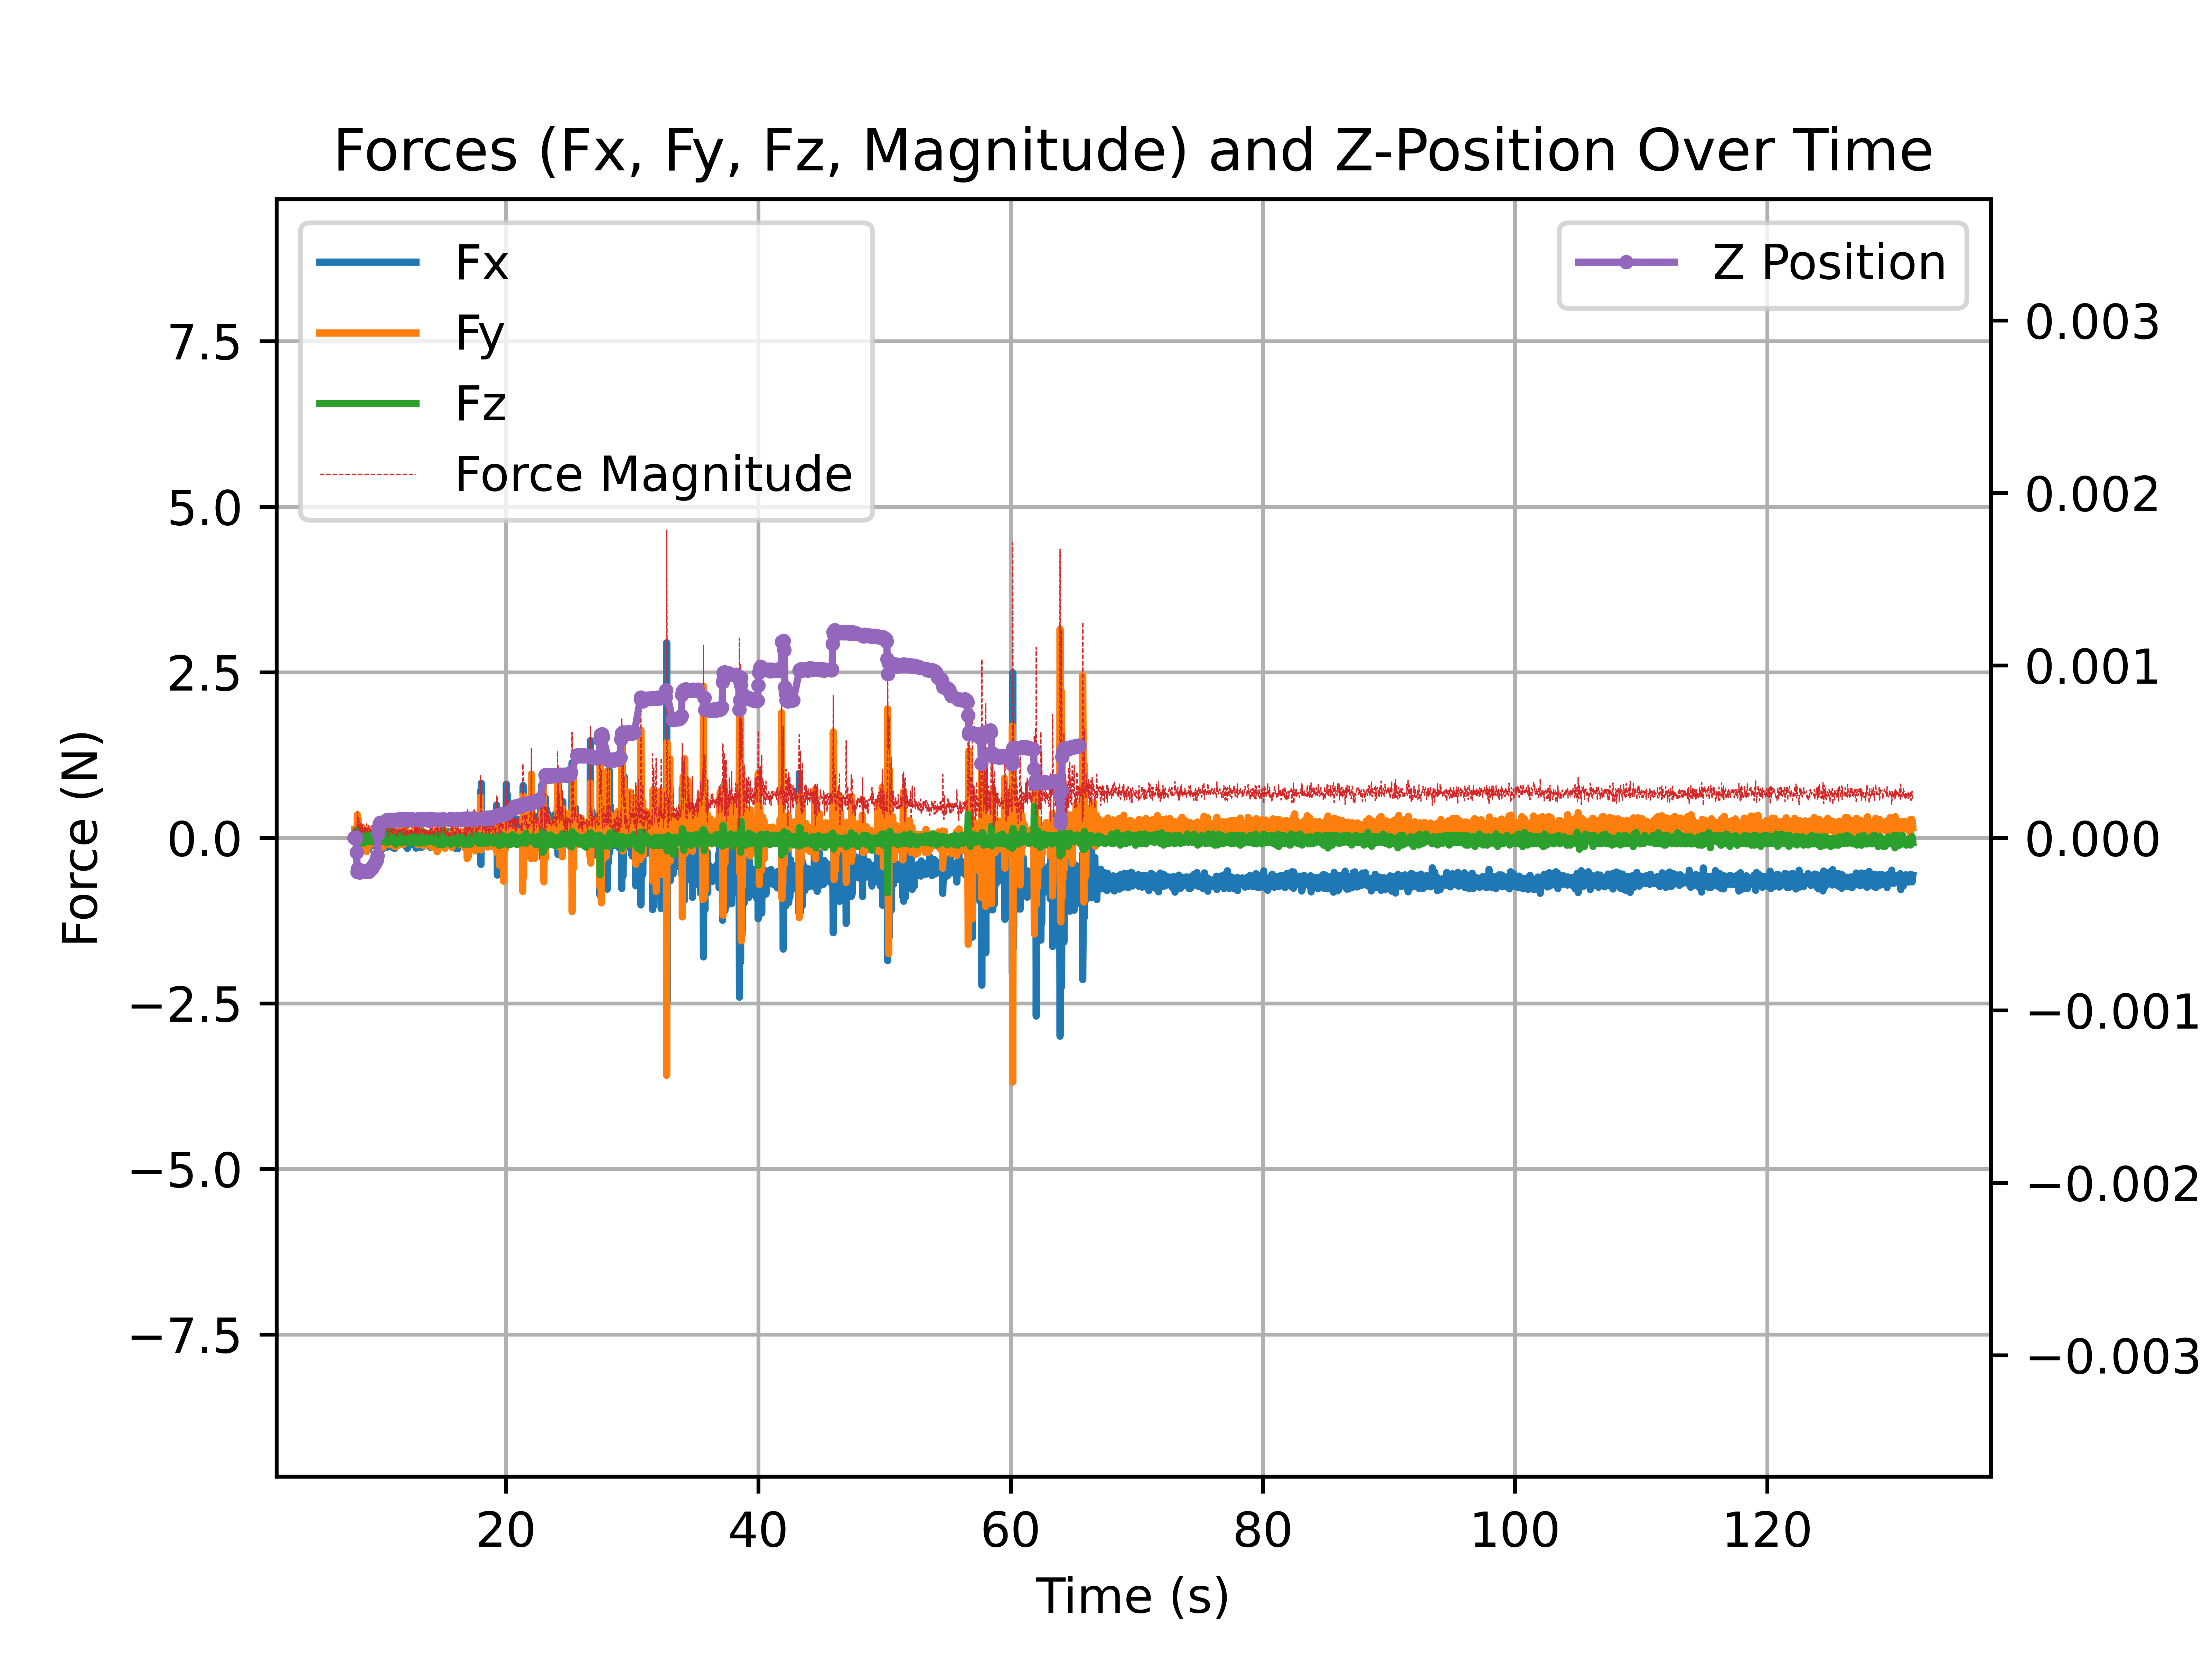 Forces (Fx, Fy, Fz, Magnitude) and Z-Position Over Time
Fx
Fy
Fz
Force Magnitude
Z Position
Force (N)
7.5
5.0
2.5
0.0
−2.5
−5.0
−7.5
0.003
0.002
0.001
0.000
−0.001
−0.002
−0.003
20 40 60 80 100 120
Time (s)